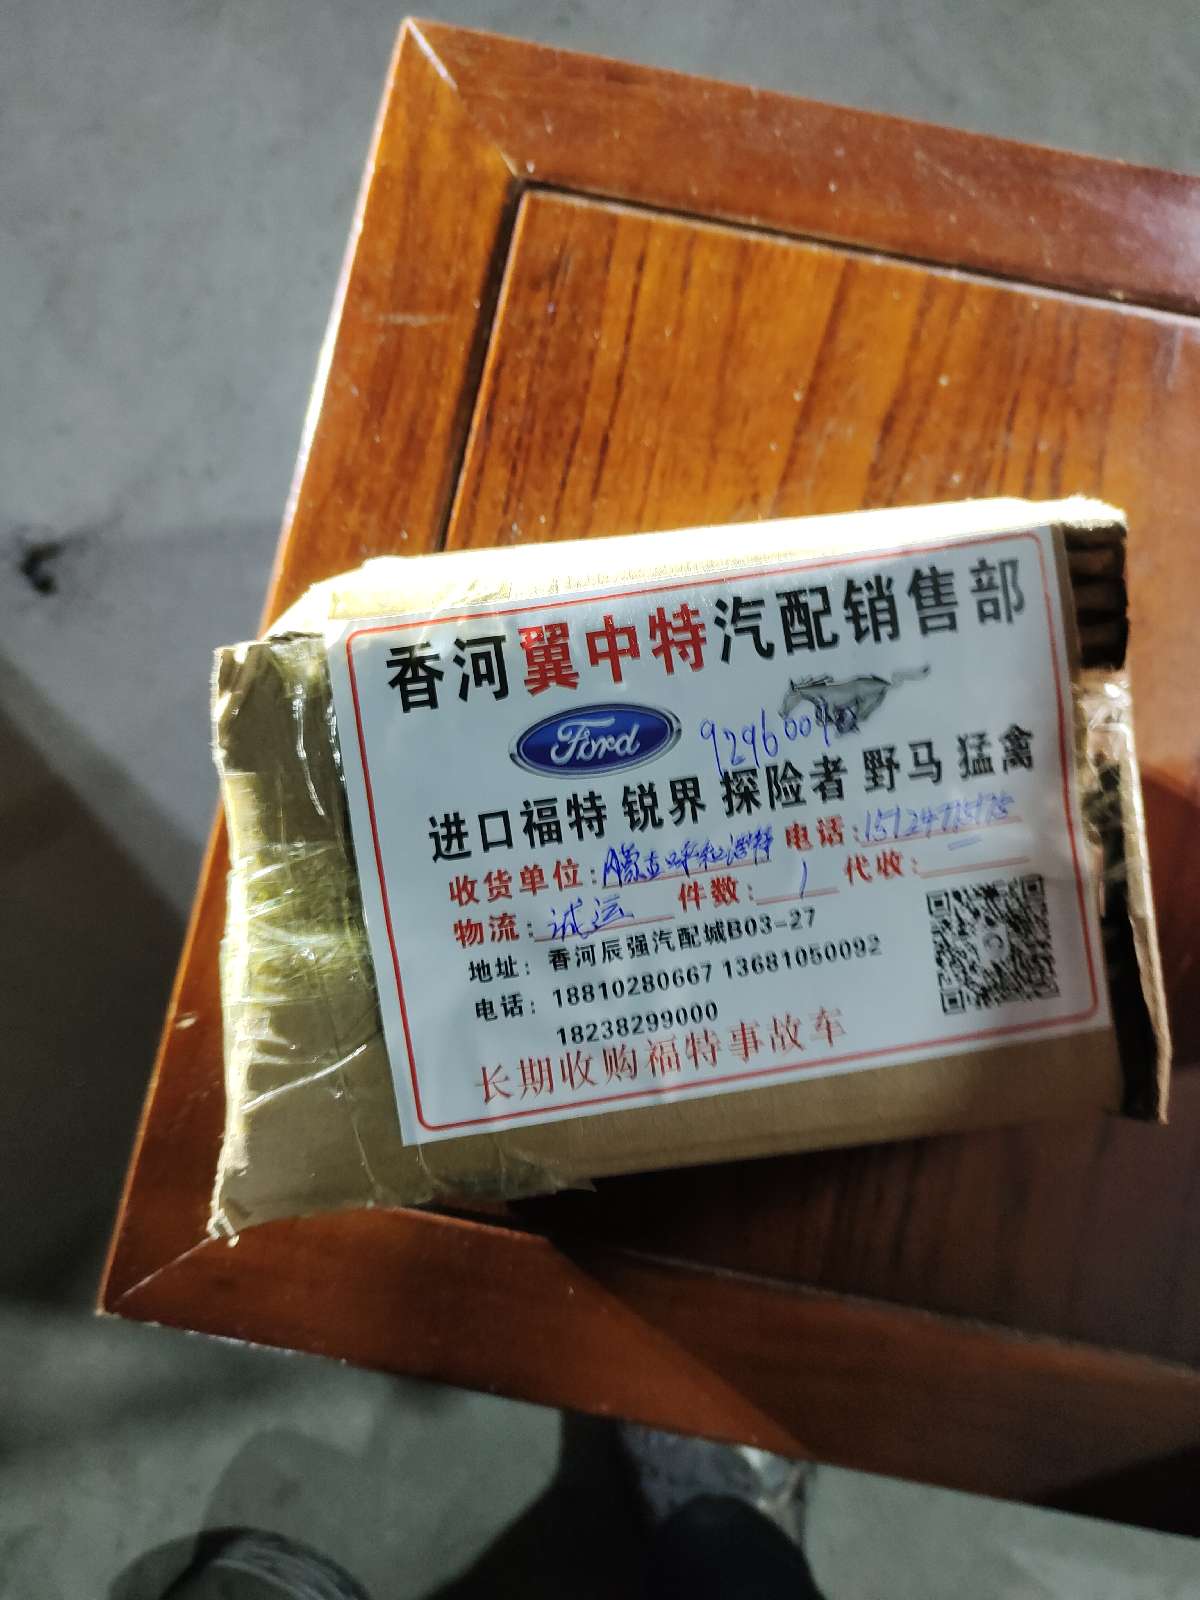 香河翼中特汽配销售部
Ford
进口福特 锐界 探险者 野马 猛禽
收货单位: 电话:
物流: 诚运 件数: 1 代收:
地址: 香河辰强汽配城B03-27
电话: 18810280667 13681050092
18238299000
长期收购福特事故车